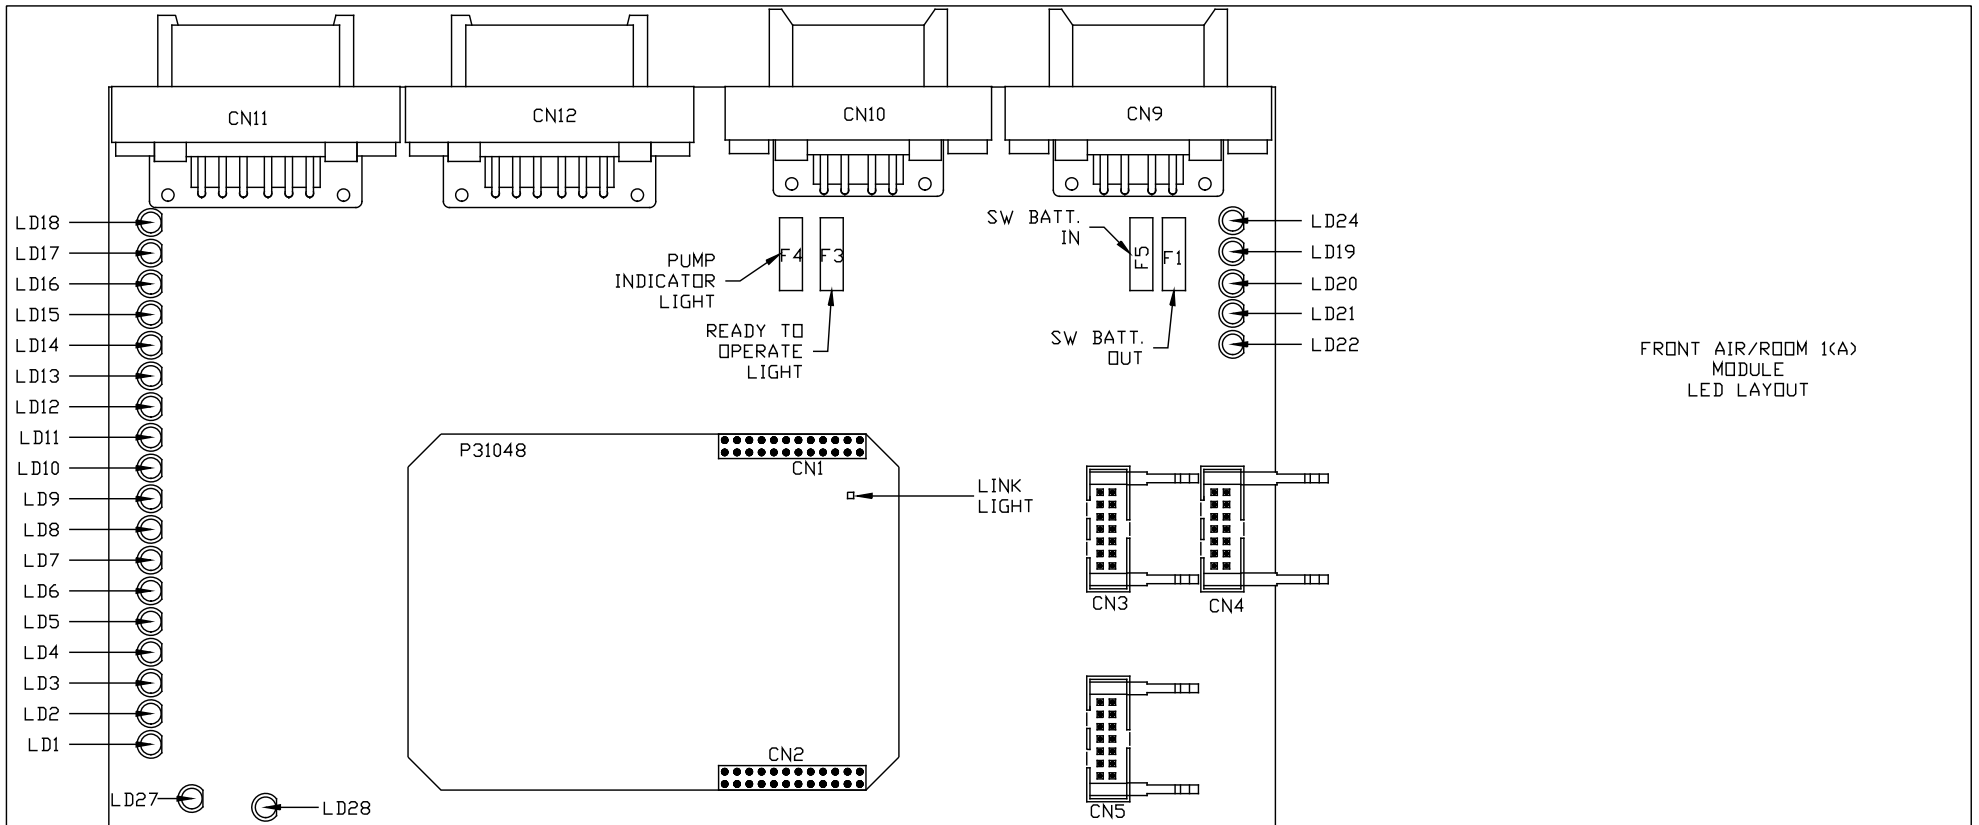 CN11
CN12
CN10
CN9
LD18
LD17
LD16
LD15
LD14
LD13
LD12
LD11
LD10
LD9
LD8
LD7
LD6
LD5
LD4
LD3
LD2
LD1
LD27
LD28
PUMP
INDICATOR
LIGHT
F4
F3
READY TO
OPERATE
LIGHT
SW BATT.
IN
F5
F1
SW BATT.
OUT
LD24
LD19
LD20
LD21
LD22
FRONT AIR/ROOM 1(A)
MODULE
LED LAYOUT
P31048
CN1
LINK
LIGHT
CN2
CN3
CN4
CN5